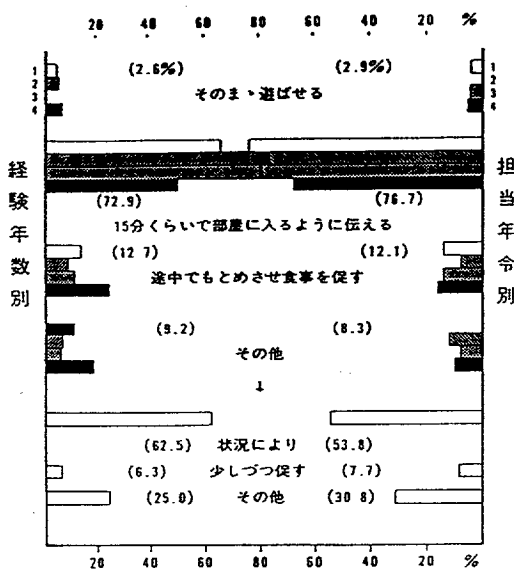 20 40 60 80 80 60 40 20 %
1 (2.6%) (2.9%) 1
2 2
3 そのまゝ遊ばせる 3
4 4
経験年数別
担当年令別
(72.9) (76.7)
15分くらいで部屋に入るように伝える
(12 7) (12.1)
途中でもとめさせ食事を促す
(9.2) (8.3)
その他
↓
(62.5) 状況により (53.8)
(6.3) 少しづつ促す (7.7)
(25.0) その他 (30 8)
20 40 60 80 60 40 20 %